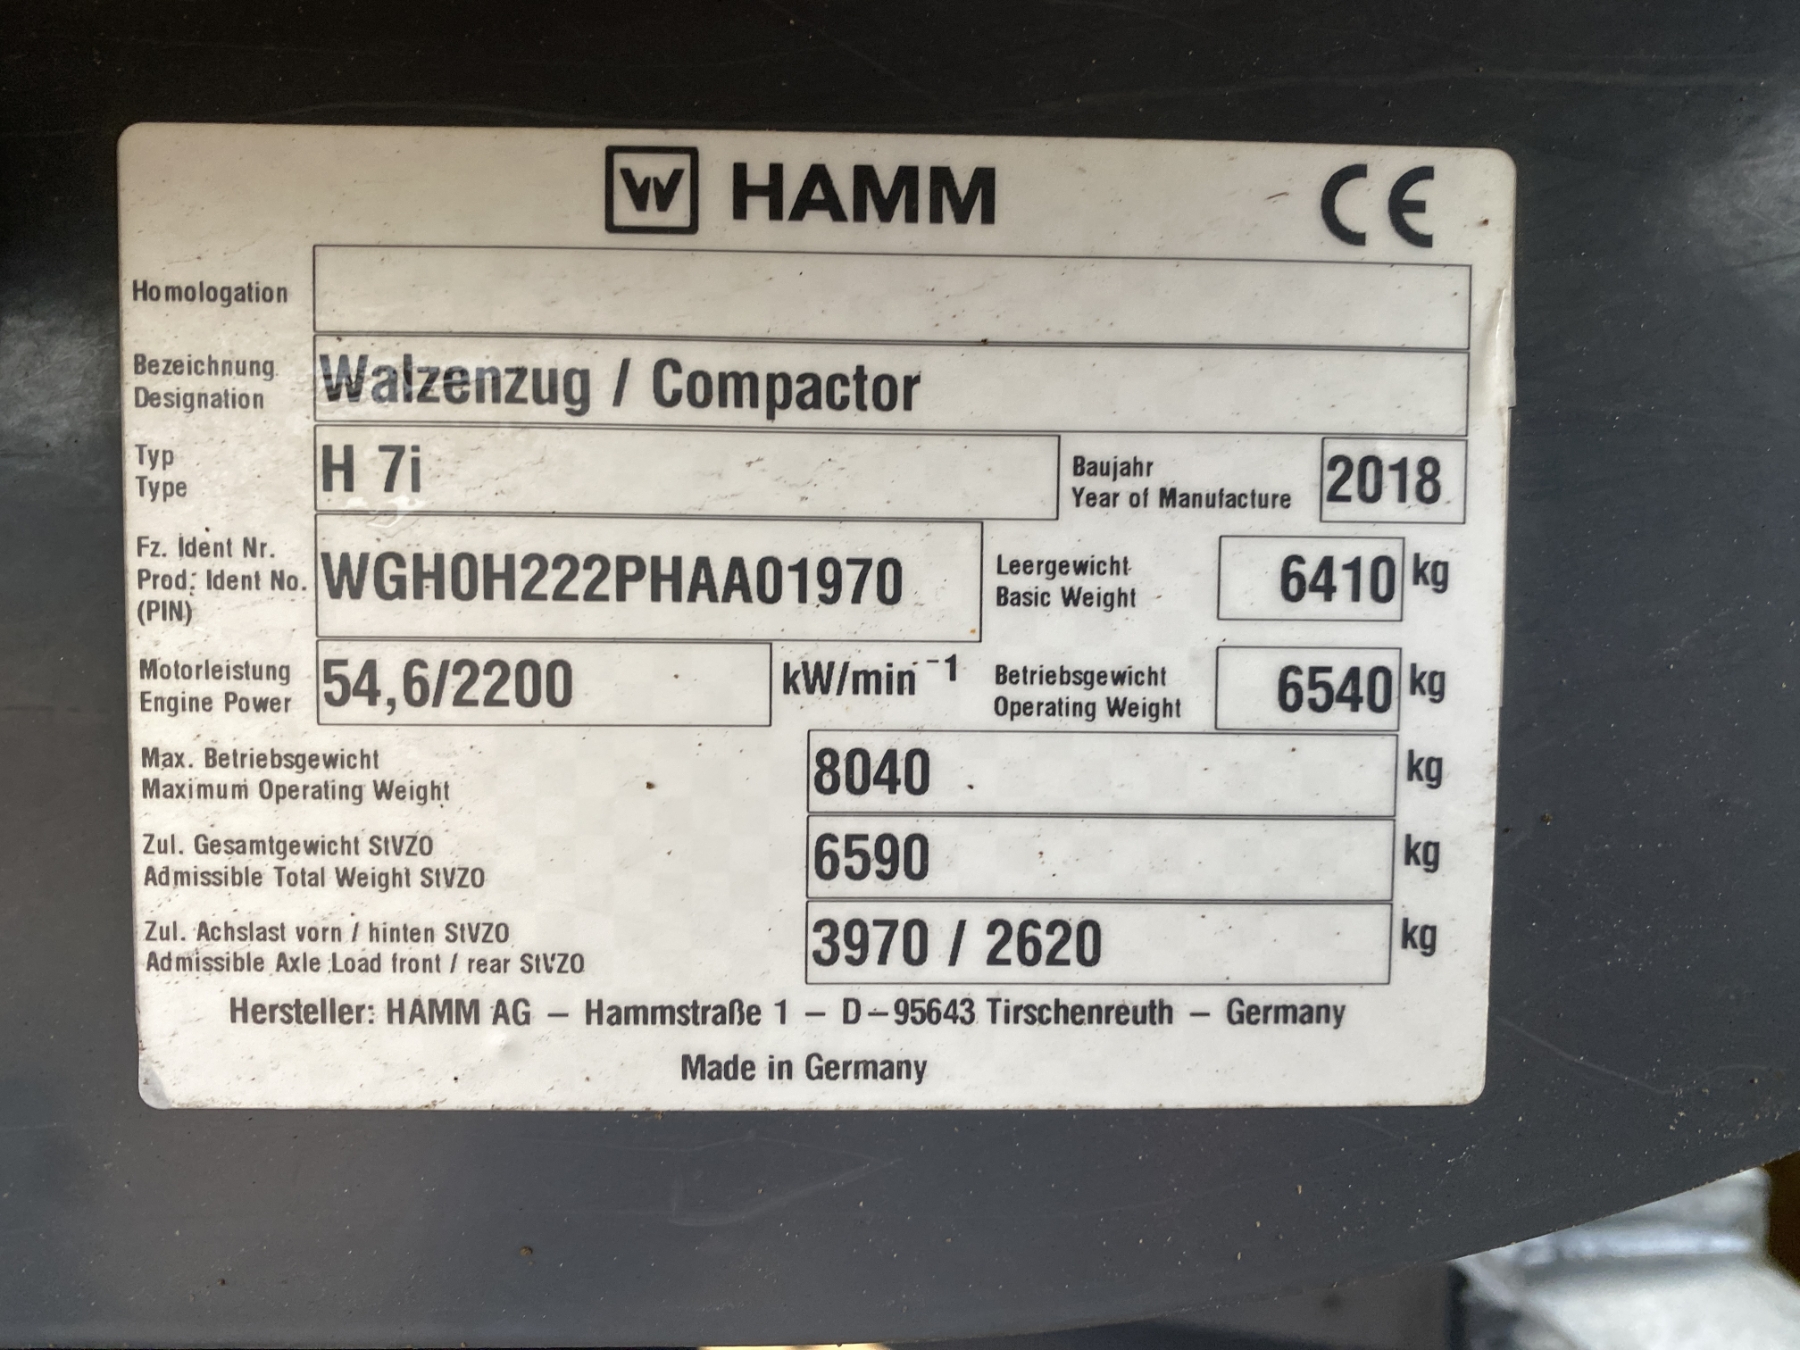 W HAMM CE
Homologation
Bezeichnung
Designation
Walzenzug / Compactor
Typ
Type
H 7i
Baujahr
Year of Manufacture
2018
Fz. Ident Nr.
Prod. Ident No.
(PIN)
WGH0H222PHAA01970
Leergewicht
Basic Weight
6410 kg
Motorleistung
Engine Power
54,6/2200 kW/min⁻¹
Betriebsgewicht
Operating Weight
6540 kg
Max. Betriebsgewicht
Maximum Operating Weight
8040 kg
Zul. Gesamtgewicht StVZO
Admissible Total Weight StVZO
6590 kg
Zul. Achslast vorn / hinten StVZO
Admissible Axle Load front / rear StVZO
3970 / 2620 kg
Hersteller: HAMM AG – Hammstraße 1 – D–95643 Tirschenreuth – Germany
Made in Germany